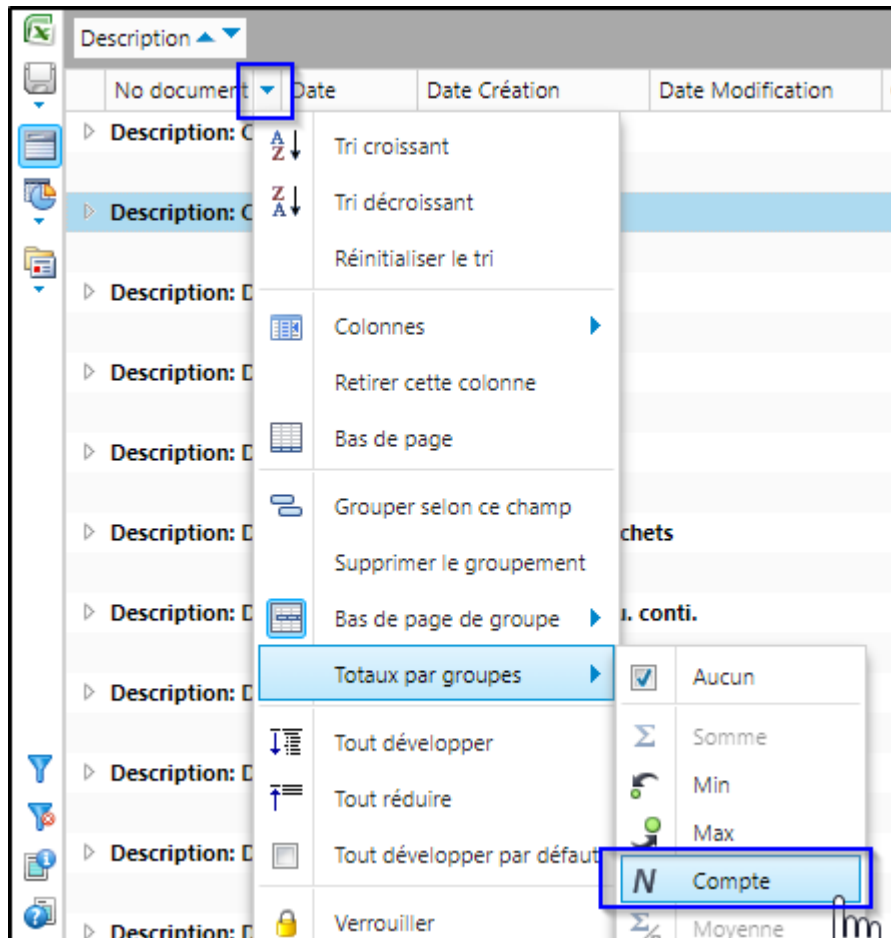 Description
No document Date Date Création Date Modification
Description: C
Tri croissant
Tri décroissant
Description: C
Réinitialiser le tri
Description: D
Colonnes
Description: D
Retirer cette colonne
Bas de page
Description: D
Grouper selon ce champ
Description: D chets
Supprimer le groupement
Description: D u. conti.
Bas de page de groupe
Totaux par groupes Aucun
Description: D
Tout développer Somme
Description: D Min
Tout réduire
Max
Description: D Tout développer par défaut
Compte
Description: D Verrouiller Moyenne